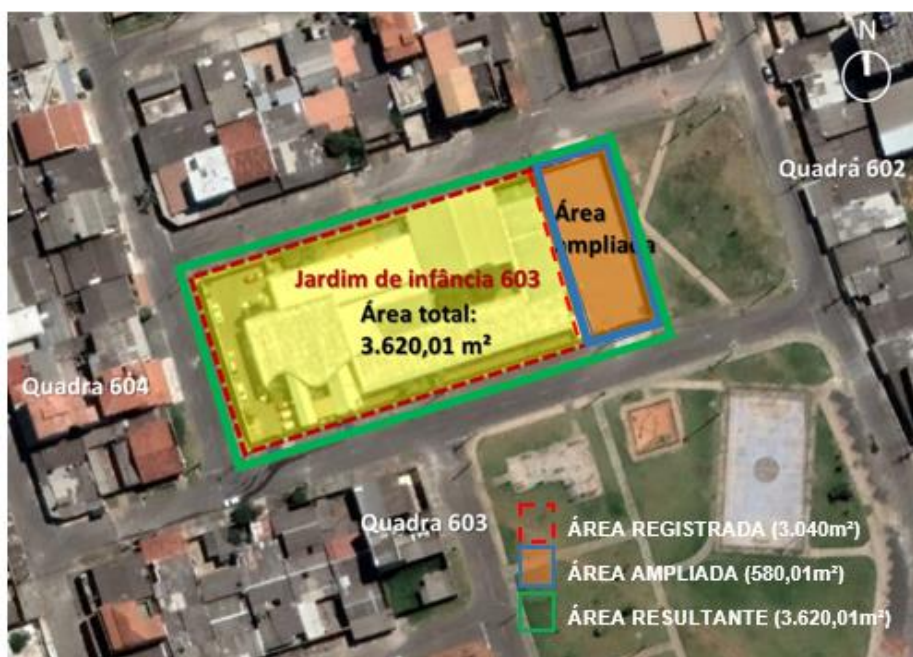 N
Quadra 602
Área
ampliada
Jardim de infância 603
Área total:
3.620,01 m²
Quadra 604
Quadra 603
ÁREA REGISTRADA (3.040m²)
ÁREA AMPLIADA (580,01m²)
ÁREA RESULTANTE (3.620,01m²)